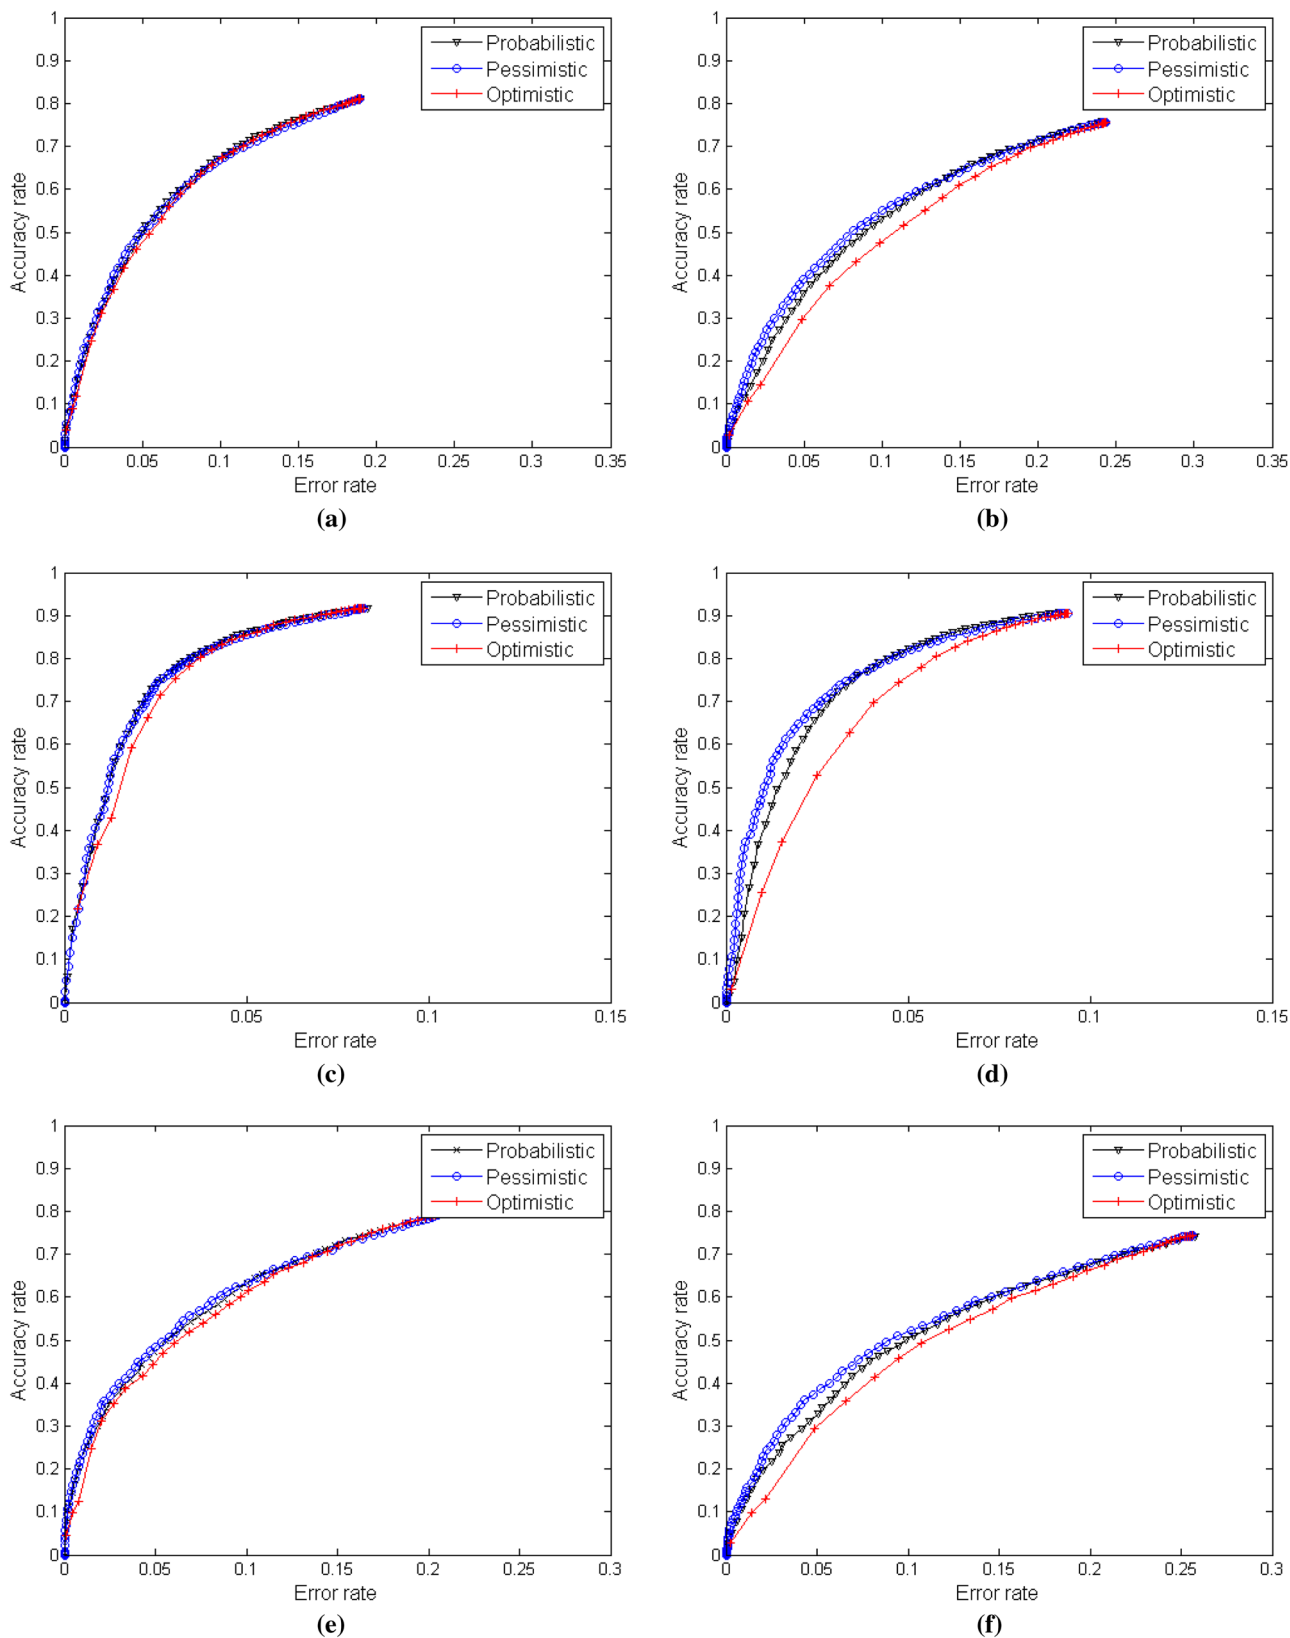 1
0.9
0.8
0.7
0.6
0.5
0.4
0.3
0.2
0.1
0
Accuracy rate
Probabilistic
Pessimistic
Optimistic
0 0.05 0.1 0.15 0.2 0.25 0.3 0.35
Error rate
(a)
1
0.9
0.8
0.7
0.6
0.5
0.4
0.3
0.2
0.1
0
Accuracy rate
Probabilistic
Pessimistic
Optimistic
0 0.05 0.1 0.15 0.2 0.25 0.3 0.35
Error rate
(b)
1
0.9
0.8
0.7
0.6
0.5
0.4
0.3
0.2
0.1
0
Accuracy rate
Probabilistic
Pessimistic
Optimistic
0 0.05 0.1 0.15
Error rate
(c)
1
0.9
0.8
0.7
0.6
0.5
0.4
0.3
0.2
0.1
0
Accuracy rate
Probabilistic
Pessimistic
Optimistic
0 0.05 0.1 0.15
Error rate
(d)
1
0.9
0.8
0.7
0.6
0.5
0.4
0.3
0.2
0.1
0
Accuracy rate
Probabilistic
Pessimistic
Optimistic
0 0.05 0.1 0.15 0.2 0.25 0.3
Error rate
(e)
1
0.9
0.8
0.7
0.6
0.5
0.4
0.3
0.2
0.1
0
Accuracy rate
Probabilistic
Pessimistic
Optimistic
0 0.05 0.1 0.15 0.2 0.25 0.3
Error rate
(f)